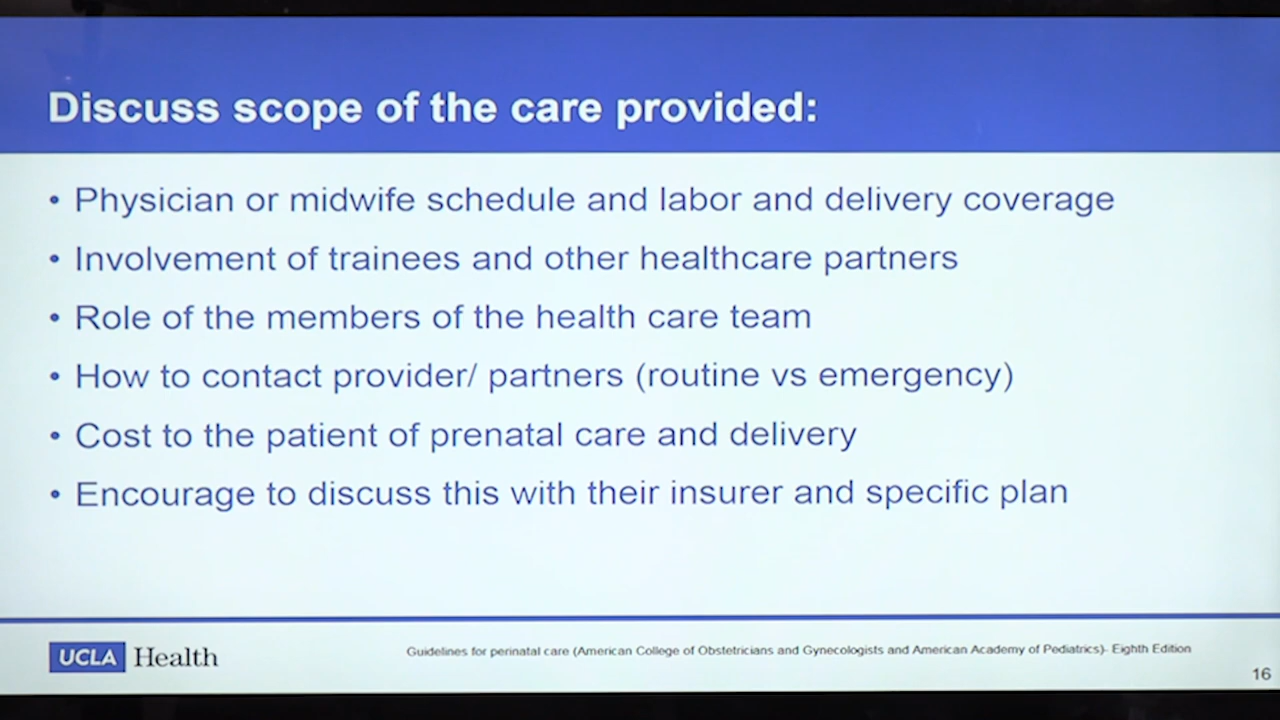 Discuss scope of the care provided:
• Physician or midwife schedule and labor and delivery coverage
• Involvement of trainees and other healthcare partners
• Role of the members of the health care team
• How to contact provider/ partners (routine vs emergency)
• Cost to the patient of prenatal care and delivery
• Encourage to discuss this with their insurer and specific plan
UCLA Health
Guidelines for perinatal care (American College of Obstetricians and Gynecologists and American Academy of Pediatrics)- Eighth Edition
16